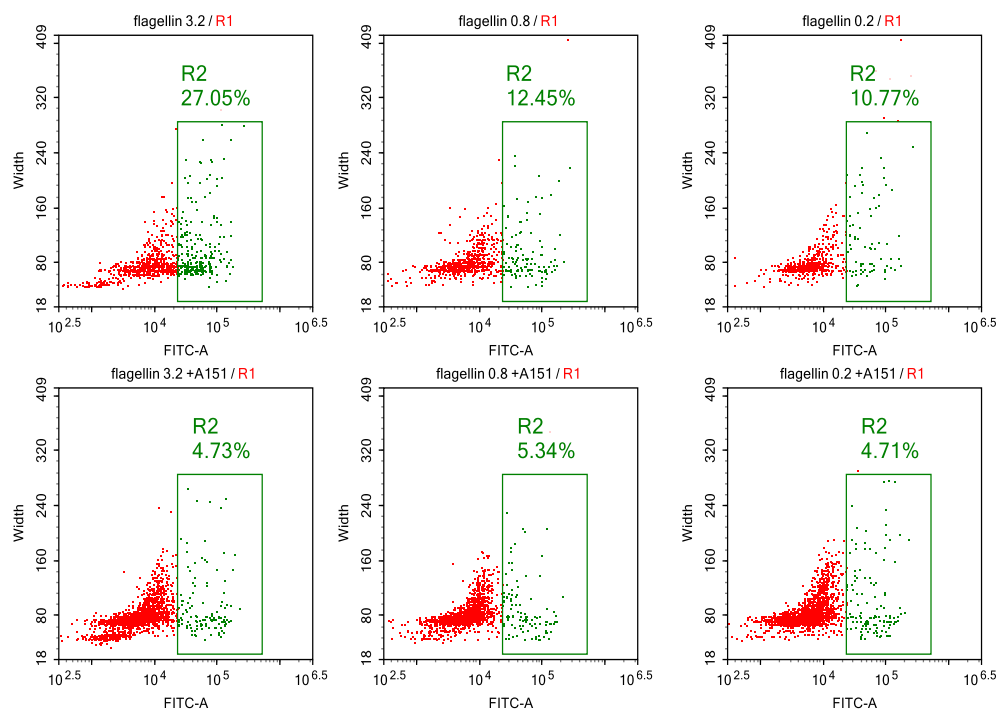 flagellin 3.2 / R1
409
320
240
160
80
18
Width
R2
27.05%
10^2.5
10^4
10^5
10^6.5
FITC-A
flagellin 0.8 / R1
409
320
240
160
80
18
Width
R2
12.45%
10^2.5
10^4
10^5
10^6.5
FITC-A
flagellin 0.2 / R1
409
320
240
160
80
18
Width
R2
10.77%
10^2.5
10^4
10^5
10^6.5
FITC-A
flagellin 3.2 +A151 / R1
409
320
240
160
80
18
Width
R2
4.73%
10^2.5
10^4
10^5
10^6.5
FITC-A
flagellin 0.8 +A151 / R1
409
320
240
160
80
18
Width
R2
5.34%
10^2.5
10^4
10^5
10^6.5
FITC-A
flagellin 0.2 +A151 / R1
409
320
240
160
80
18
Width
R2
4.71%
10^2.5
10^4
10^5
10^6.5
FITC-A